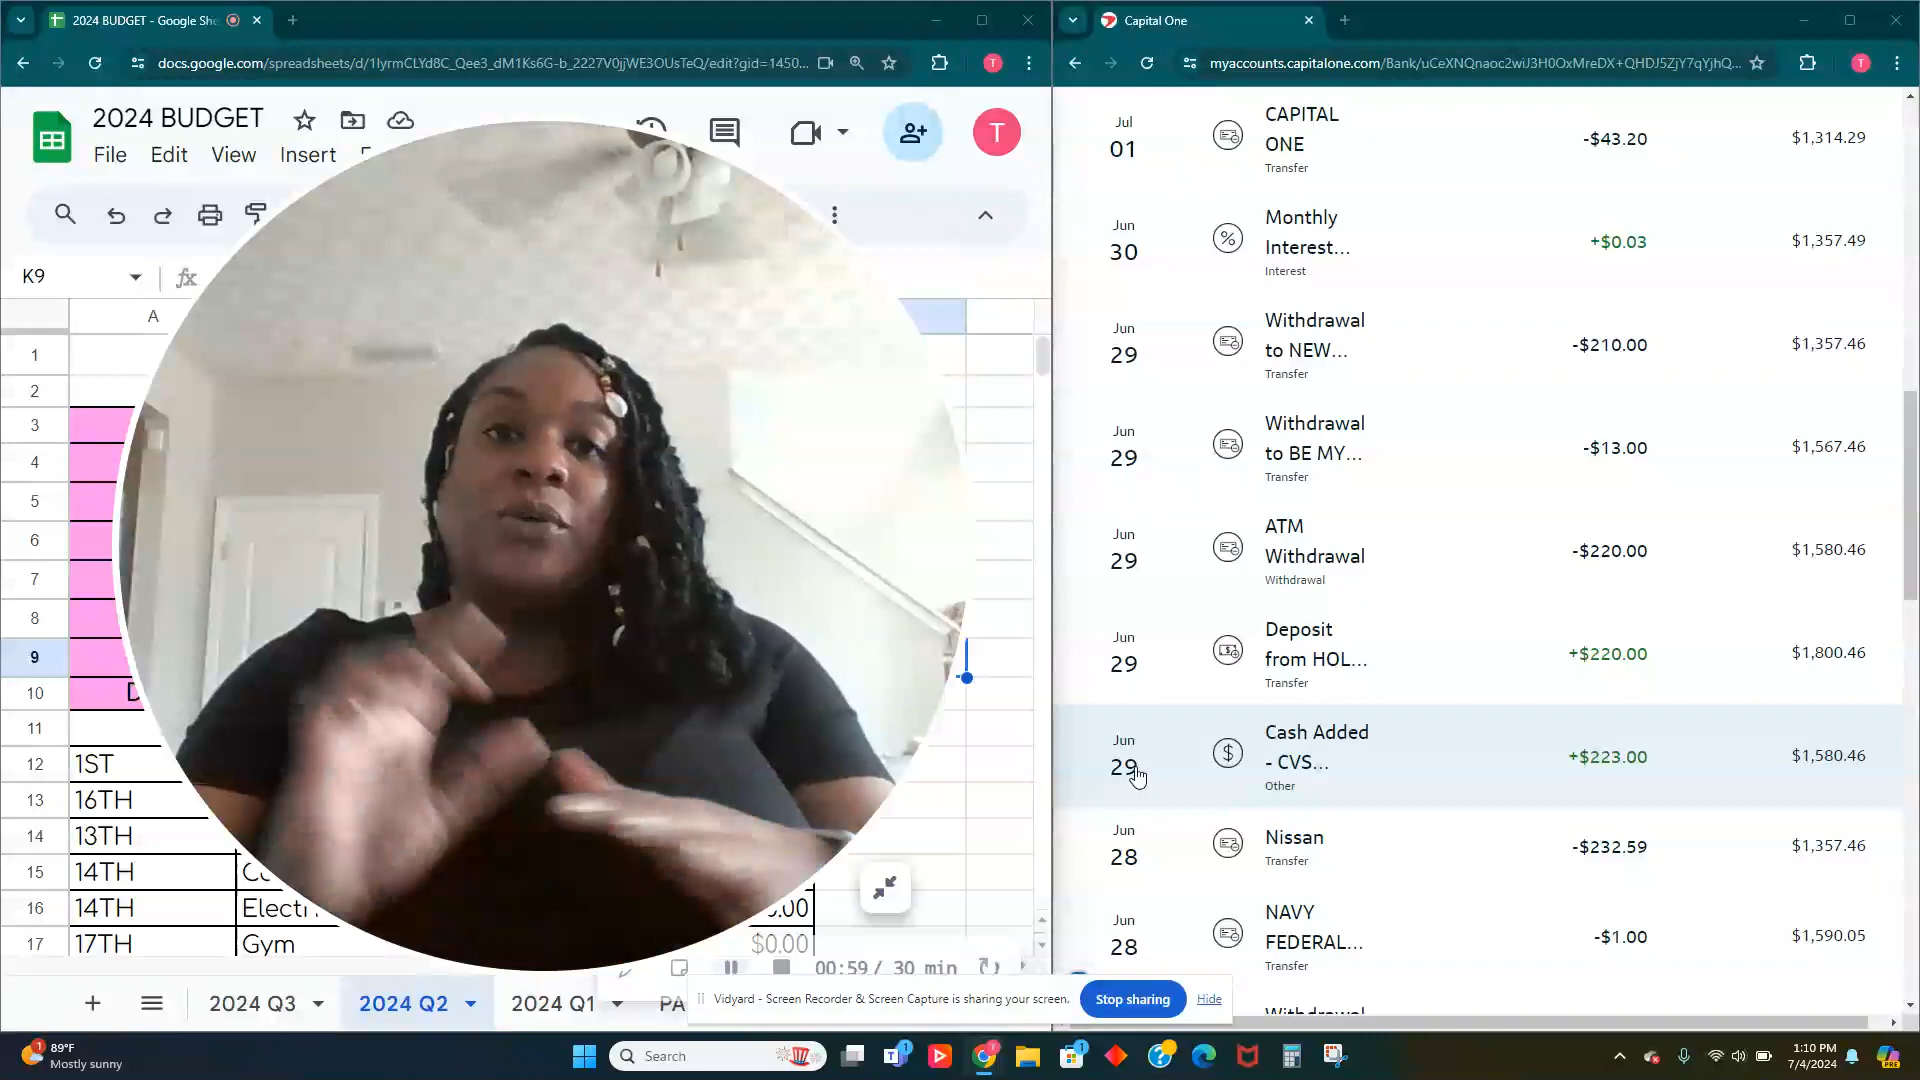 2024 BUDGET - Google She
Capital One
docs.google.com/spreadsheets/d/1IyrmCLYd8C_Qee3_dM1Ks6G-b_2227V0jjWE3OUsTeQ/edit?gid=1450...
T
myaccounts.capitalone.com/Bank/uCeXNQnaoc2wiJ3H0OxMreDX+QHDJ5ZjY7qYjhQ...
T
2024 BUDGET
File Edit View Insert F
T
K9
fx
A
1
2
3
4
5
6
7
8
9
10 D
11
12 1ST
13 16TH
14 13TH
15 14TH
16 14TH Electri .00
17 17TH Gym $0.00
00:59 / 30 min
2024 Q3 2024 Q2 2024 Q1 PA
Vidyard - Screen Recorder & Screen Capture is sharing your screen. Stop sharing Hide
Jul 01 CAPITAL ONE Transfer -$43.20 $1,314.29
Jun 30 Monthly Interest... Interest +$0.03 $1,357.49
Jun 29 Withdrawal to NEW... Transfer -$210.00 $1,357.46
Jun 29 Withdrawal to BE MY... Transfer -$13.00 $1,567.46
Jun 29 ATM Withdrawal Withdrawal -$220.00 $1,580.46
Jun 29 Deposit from HOL... Transfer +$220.00 $1,800.46
Jun 29 Cash Added - CVS... Other +$223.00 $1,580.46
Jun 28 Nissan Transfer -$232.59 $1,357.46
Jun 28 NAVY FEDERAL... Transfer -$1.00 $1,590.05
Withdrawal
1 89°F
Mostly sunny
Search
1:10 PM
7/4/2024